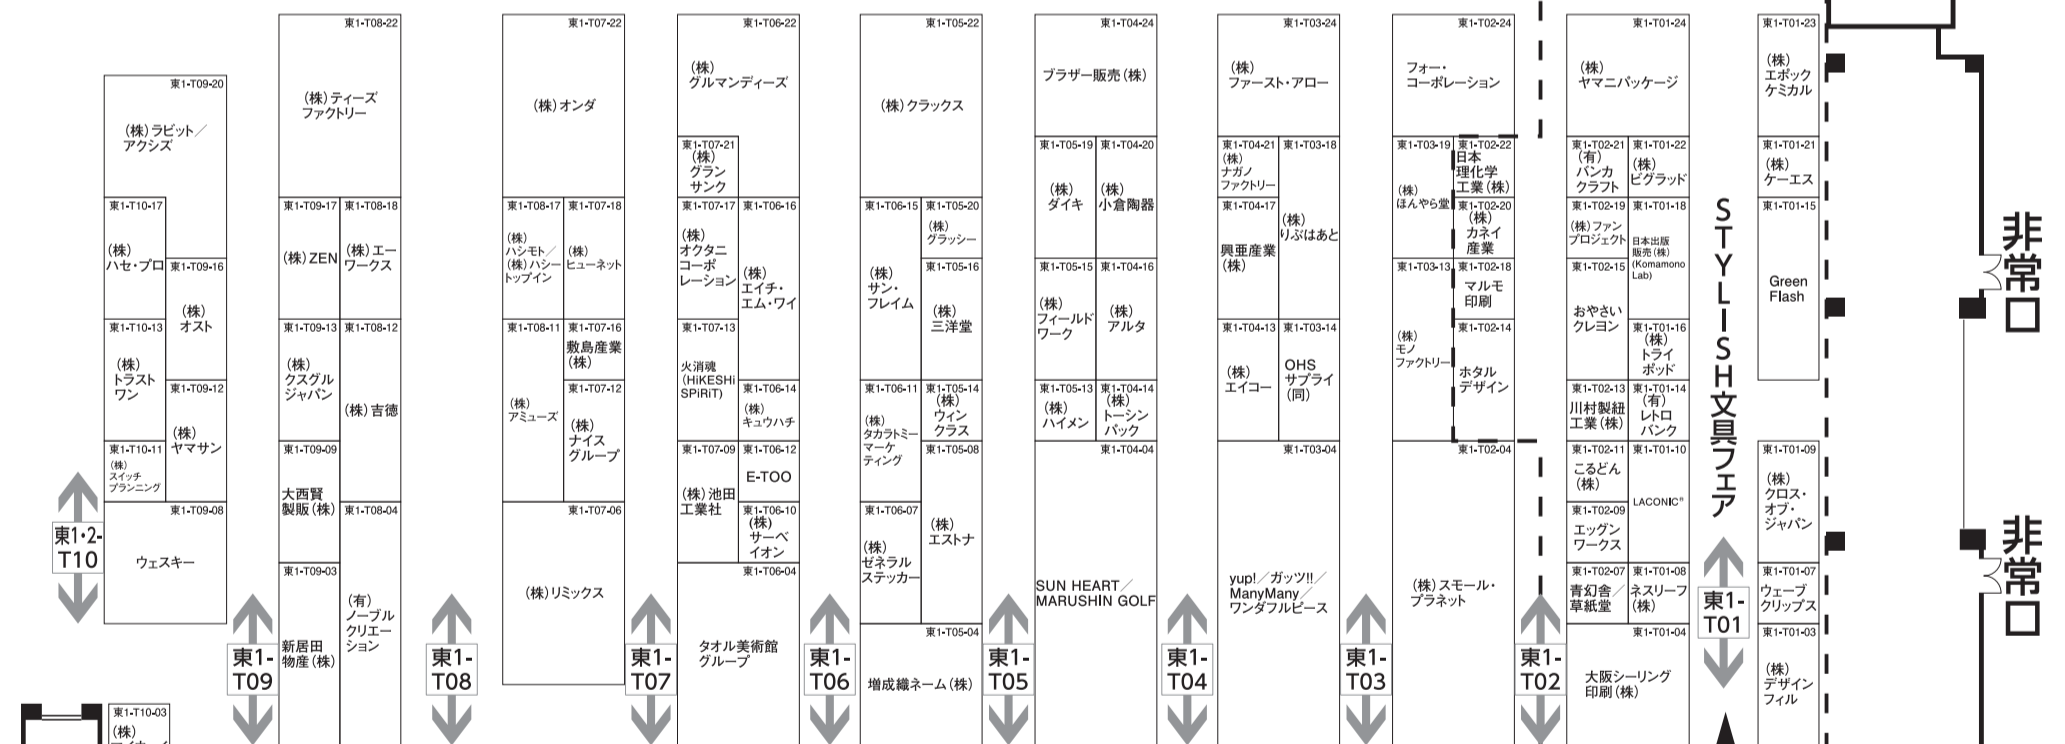 東1-T09-20
(株)ラビット／
アクシズ
東1-T10-17
(株)
ハセ・プロ
東1-T09-16
(株)
オスト
東1-T10-13
(株)
トラスト
ワン
東1-T09-12
(株)
ヤマサン
東1-T10-11
(株)
スイッチ
プランニング
東1-T09-08
ウェスキー
東1・2-
T10
東1-T10-03
(株)
東1-T08-22
(株)ティーズ
ファクトリー
東1-T09-17
(株)ZEN
東1-T08-18
(株)エー
ワークス
東1-T09-13
(株)
クスグル
ジャパン
東1-T08-12
(株)吉徳
東1-T09-09
大西賢
製販(株)
東1-T08-04
(有)
ノーブル
クリエー
ション
東1-T09-03
新居田
物産(株)
東1-
T09
東1-
T08
東1-T07-22
(株)オンダ
東1-T08-17
(株)
ハシモト／
(株)ハシー
トップイン
東1-T07-18
(株)
ヒューネット
東1-T08-11
(株)
アミューズ
東1-T07-16
敷島産業
(株)
東1-T07-12
(株)
ナイス
グループ
東1-T07-06
(株)リミックス
東1-
T07
東1-T06-22
(株)
グルマンディーズ
東1-T07-21
(株)
グラン
サンク
東1-T07-17
(株)
オクタニ
コーポ
レーション
東1-T06-16
(株)
エイチ・
エム・ワイ
東1-T07-13
火消魂
(HiKESHi
SPiRiT)
東1-T06-14
(株)
キュウハチ
東1-T07-09
(株)池田
工業社
東1-T06-12
E-TOO
東1-T06-10
(株)
サーベ
イオン
東1-T06-04
タオル美術館
グループ
東1-
T06
東1-T05-22
(株)クラックス
東1-T06-15
(株)
サン・
フレイム
東1-T05-20
(株)
グラッシー
東1-T05-16
(株)
三洋堂
東1-T06-11
(株)
タカラトミー
マーケ
ティング
東1-T05-14
(株)
ウィン
クラス
東1-T05-08
(株)
エストナ
東1-T06-07
(株)
ゼネラル
ステッカー
東1-T05-04
増成織ネーム(株)
東1-
T05
東1-T04-24
ブラザー販売(株)
東1-T05-19
(株)
ダイキ
東1-T04-20
(株)
小倉陶器
東1-T05-15
(株)
フィールド
ワーク
東1-T04-16
(株)
アルタ
東1-T05-13
(株)
ハイメン
東1-T04-14
(株)
トーシン
パック
東1-T04-04
SUN HEART／
MARUSHIN GOLF
東1-
T04
東1-T03-24
(株)
ファースト・アロー
東1-T04-21
(株)
ナガノ
ファクトリー
東1-T03-18
(株)
りぶはあと
東1-T04-17
興亜産業
(株)
東1-T04-13
(株)
エイコー
東1-T03-14
OHS
サプライ
(同)
東1-T03-04
yup!／ガッツ!!／
ManyMany／
ワンダフルピース
東1-
T03
東1-T02-24
フォー・
コーポレーション
東1-T03-19
(株)
ほんやら堂
東1-T02-22
日本
理化学
工業(株)
東1-T02-20
(株)
カネイ
産業
東1-T03-13
(株)
モノ
ファクトリー
東1-T02-18
マルモ
印刷
東1-T02-14
ホタル
デザイン
東1-T02-04
(株)スモール・
プラネット
東1-
T02
東1-T01-24
(株)
ヤマニパッケージ
東1-T02-21
(有)
バンカ
クラフト
東1-T01-22
(株)
ビグラッド
東1-T02-19
(株)ファン
プロジェクト
東1-T01-18
日本出版
販売(株)
(Komamono
Lab)
東1-T02-15
おやさい
クレヨン
東1-T01-16
(株)
トライ
ポッド
東1-T02-13
川村製紐
工業(株)
東1-T01-14
(有)
レトロ
バンク
東1-T02-11
こるどん
(株)
東1-T01-10
LACONIC®
東1-T02-09
エッグン
ワークス
東1-T02-07
青幻舎／
草紙堂
東1-T01-08
ネスリーフ
(株)
東1-T01-04
大阪シーリング
印刷(株)
STYLISH文具フェア
東1-
T01
東1-T01-23
(株)
エポック
ケミカル
東1-T01-21
(株)
ケーエス
東1-T01-15
Green
Flash
東1-T01-09
(株)
クロス・
オブ・
ジャパン
東1-T01-07
ウェーブ
クリップス
東1-T01-03
(株)
デザイン
フィル
非常口
非常口